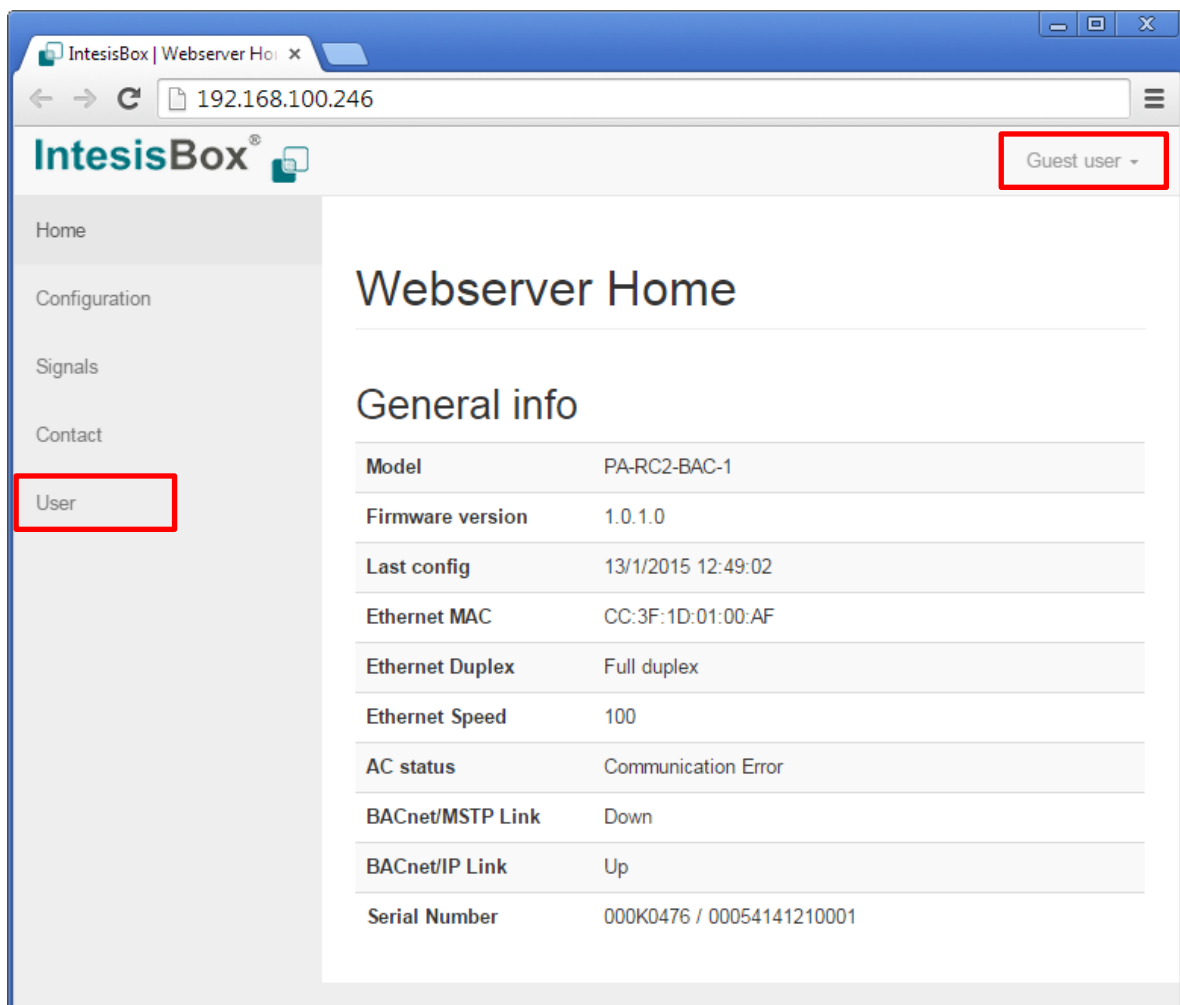 IntesisBox | Webserver Ho
192.168.100.246
IntesisBox®
Guest user
Home
Configuration
Signals
Contact
User
Webserver Home
General info
Model PA-RC2-BAC-1
Firmware version 1.0.1.0
Last config 13/1/2015 12:49:02
Ethernet MAC CC:3F:1D:01:00:AF
Ethernet Duplex Full duplex
Ethernet Speed 100
AC status Communication Error
BACnet/MSTP Link Down
BACnet/IP Link Up
Serial Number 000K0476 / 00054141210001